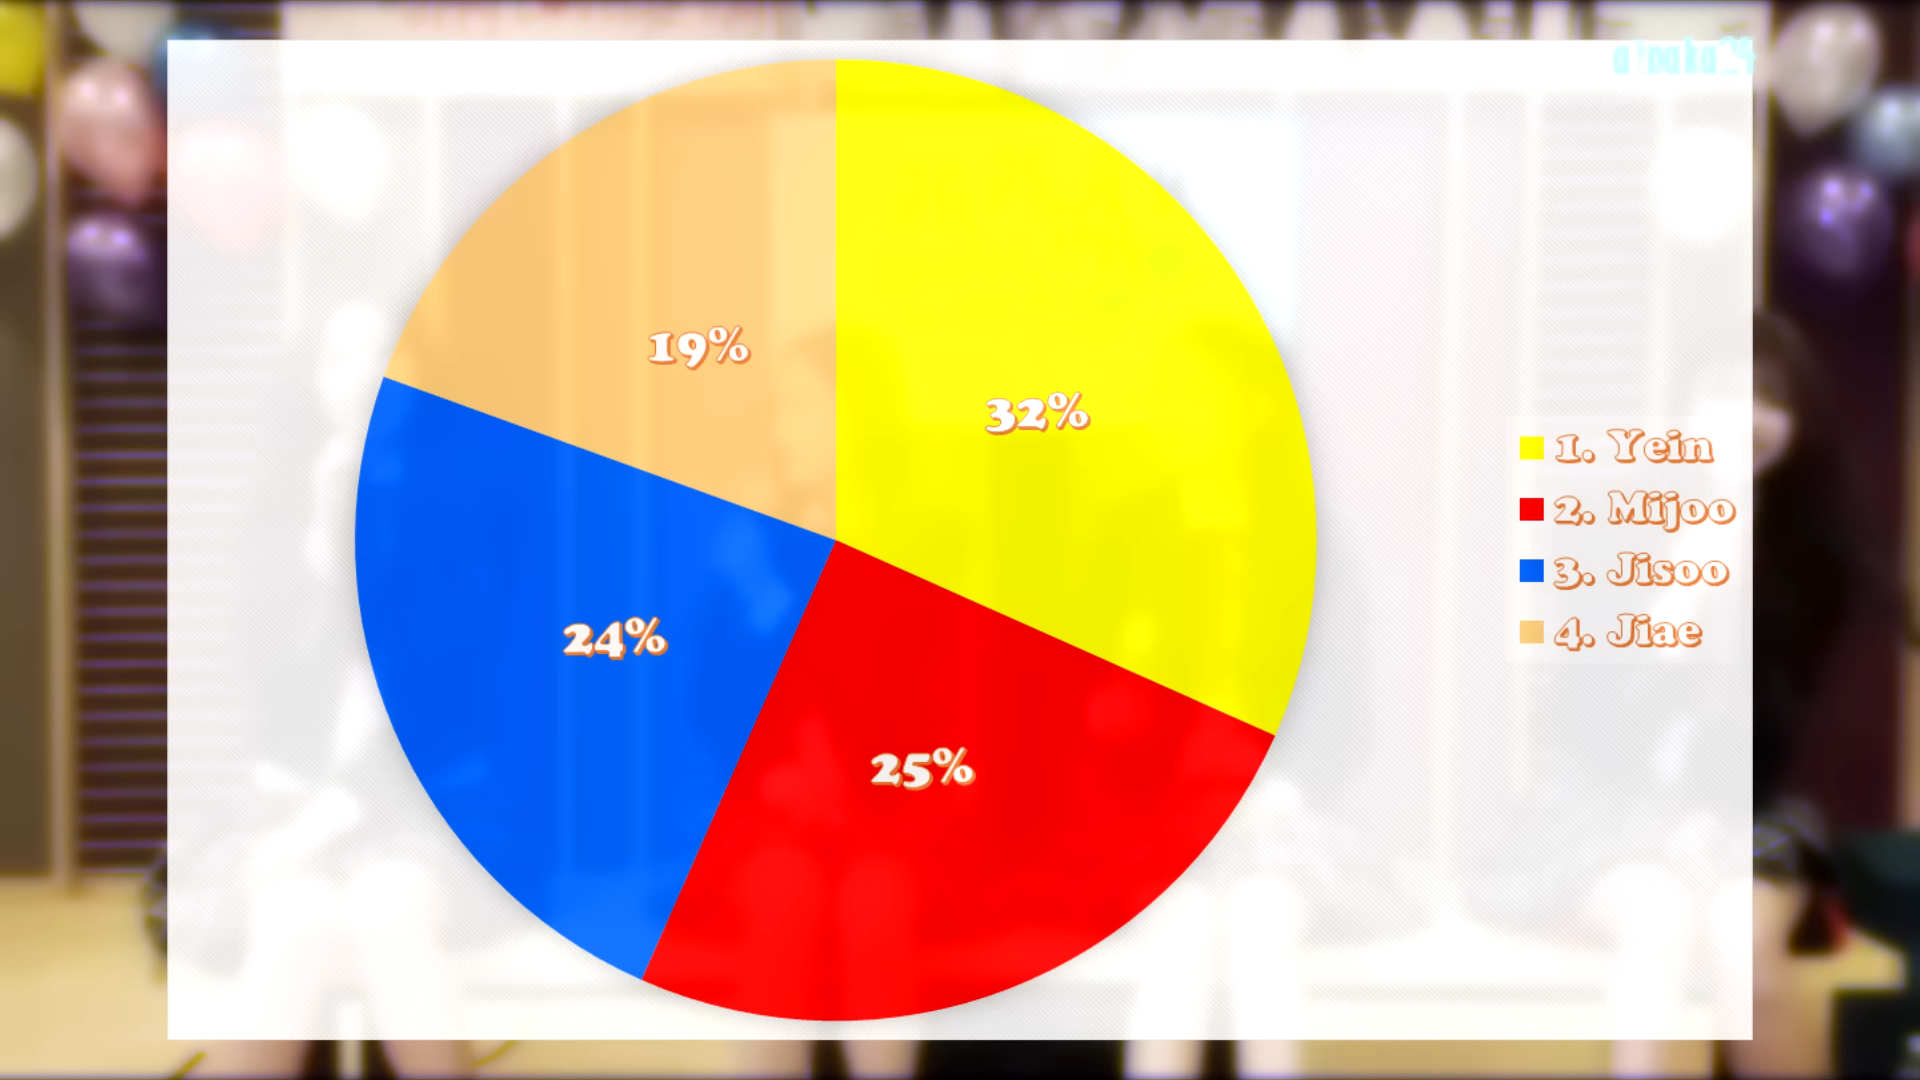 19%
32%
24%
25%
1. Yein
2. Mijoo
3. Jisoo
4. Jiae